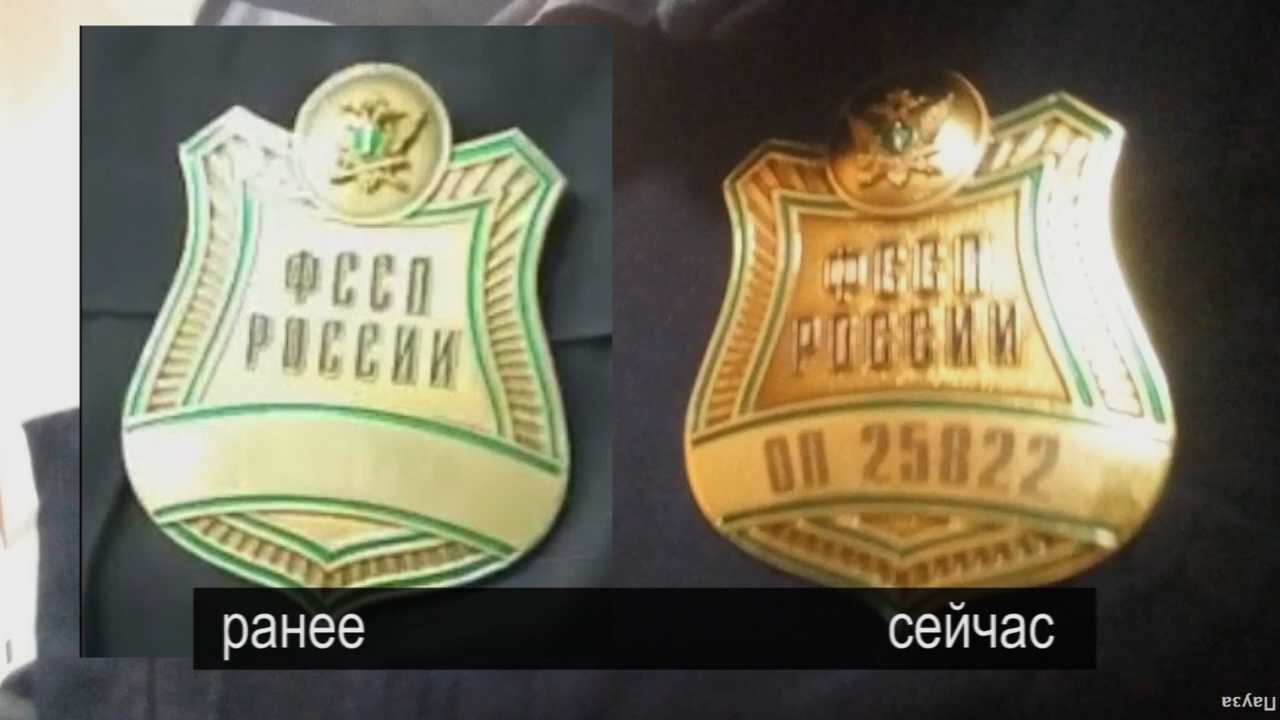 ФССП
РОССИИ
ФССП
РОССИИ
ОП 25822
ранее
сейчас
Пауза